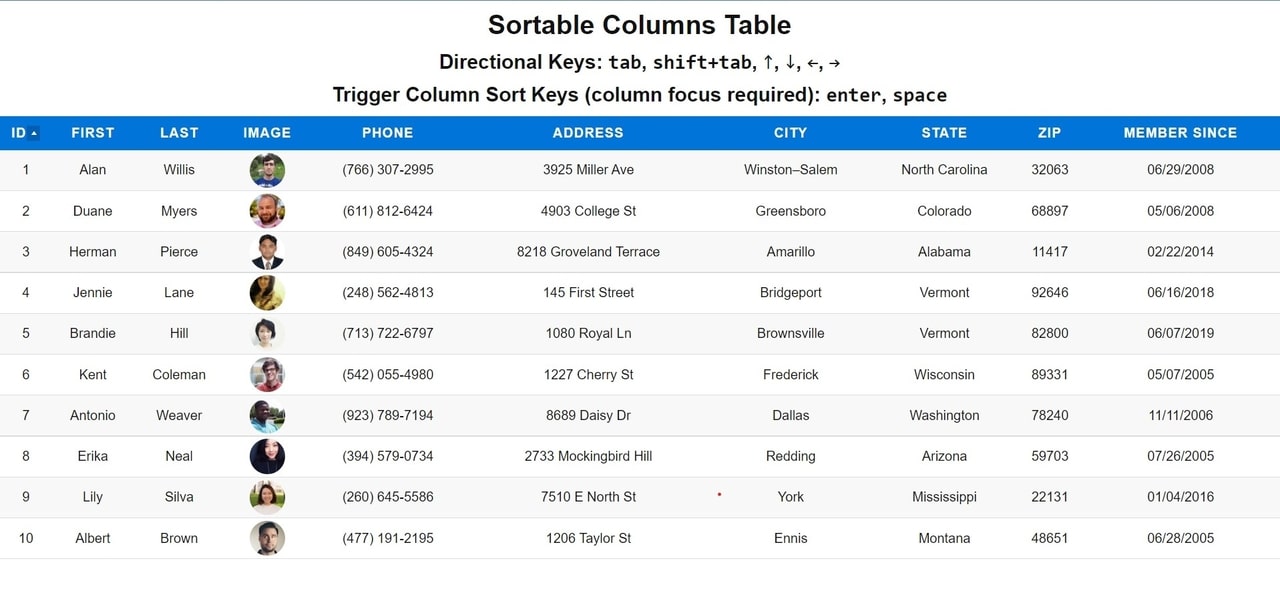 Sortable Columns Table
Directional Keys: tab, shift+tab, ↑, ↓, ←, →
Trigger Column Sort Keys (column focus required): enter, space
ID ▲ FIRST LAST IMAGE PHONE ADDRESS CITY STATE ZIP MEMBER SINCE
1 Alan Willis (766) 307-2995 3925 Miller Ave Winston–Salem North Carolina 32063 06/29/2008
2 Duane Myers (611) 812-6424 4903 College St Greensboro Colorado 68897 05/06/2008
3 Herman Pierce (849) 605-4324 8218 Groveland Terrace Amarillo Alabama 11417 02/22/2014
4 Jennie Lane (248) 562-4813 145 First Street Bridgeport Vermont 92646 06/16/2018
5 Brandie Hill (713) 722-6797 1080 Royal Ln Brownsville Vermont 82800 06/07/2019
6 Kent Coleman (542) 055-4980 1227 Cherry St Frederick Wisconsin 89331 05/07/2005
7 Antonio Weaver (923) 789-7194 8689 Daisy Dr Dallas Washington 78240 11/11/2006
8 Erika Neal (394) 579-0734 2733 Mockingbird Hill Redding Arizona 59703 07/26/2005
9 Lily Silva (260) 645-5586 7510 E North St York Mississippi 22131 01/04/2016
10 Albert Brown (477) 191-2195 1206 Taylor St Ennis Montana 48651 06/28/2005